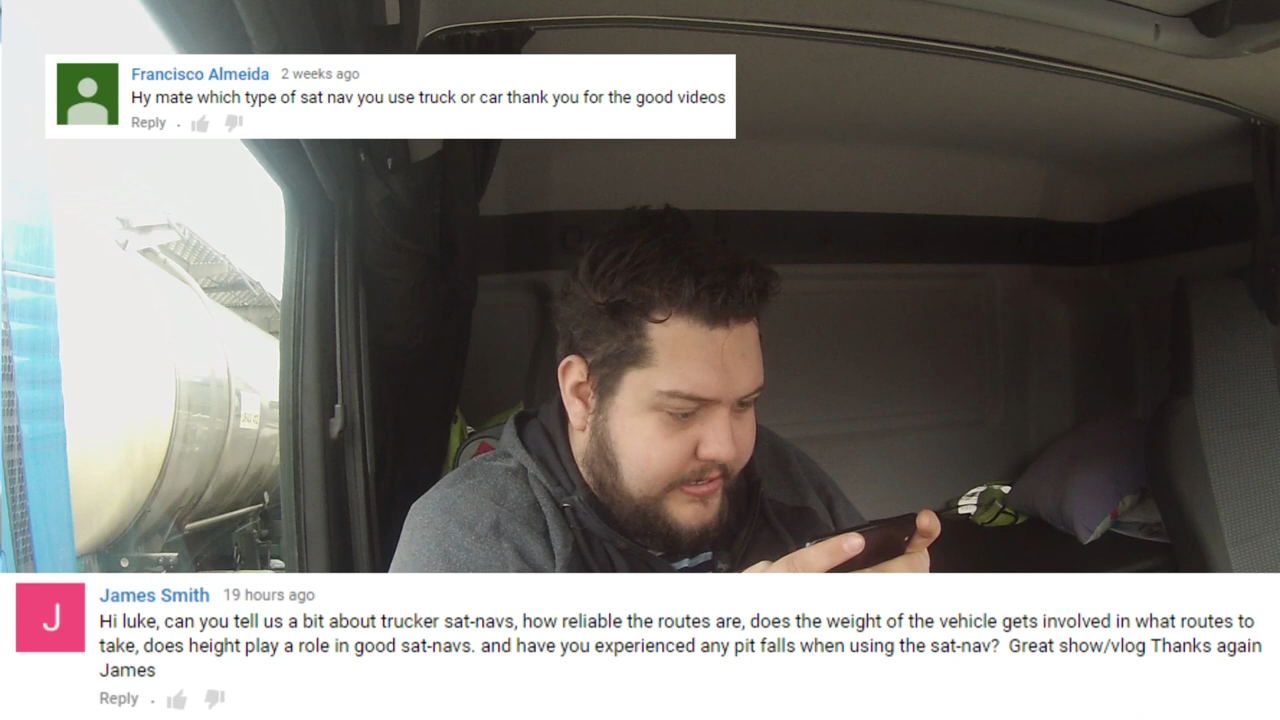 Francisco Almeida 2 weeks ago
Hy mate which type of sat nav you use truck or car thank you for the good videos
Reply .
J
James Smith 19 hours ago
Hi luke, can you tell us a bit about trucker sat-navs, how reliable the routes are, does the weight of the vehicle gets involved in what routes to
take, does height play a role in good sat-navs. and have you experienced any pit falls when using the sat-nav? Great show/vlog Thanks again
James
Reply .